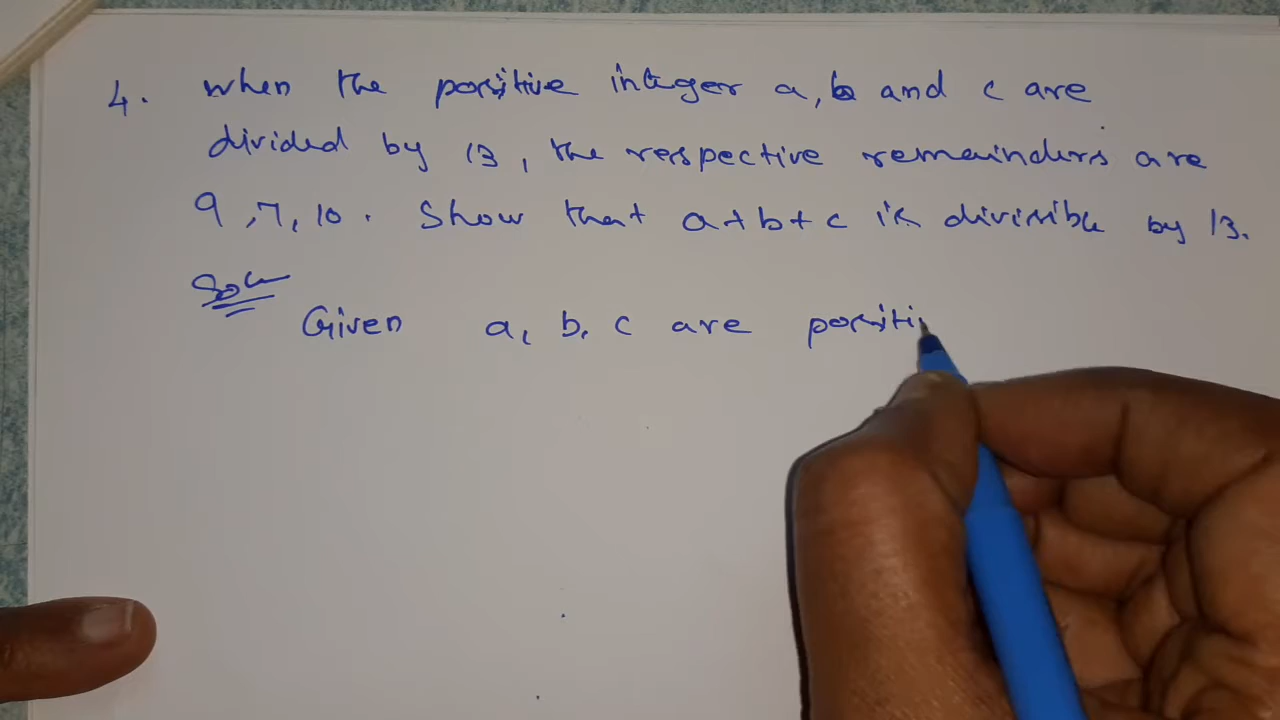 4. When the positive integer a, b and c are
divided by 13, the respective remainders are
9, 7, 10. Show that a+b+c is divisible by 13.
Soln
Given a, b, c are positi